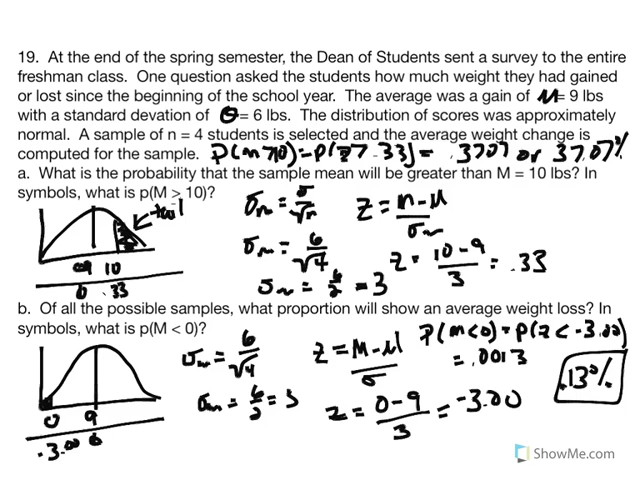 19. At the end of the spring semester, the Dean of Students sent a survey to the entire
freshman class. One question asked the students how much weight they had gained
or lost since the beginning of the school year. The average was a gain of μ = 9 lbs
with a standard devation of σ = 6 lbs. The distribution of scores was approximately
normal. A sample of n = 4 students is selected and the average weight change is
computed for the sample. P(M>10) = P(Z>.33) = .3707 or 37.07%
a. What is the probability that the sample mean will be greater than M = 10 lbs? In
symbols, what is p(M > 10)?
tail
σM = σ/√n
Z = M-μ/σM
σM = 6/√4
Z = 10-9/3 = .33
σM = 6/2 = 3
9 10
0 .33
b. Of all the possible samples, what proportion will show an average weight loss? In
symbols, what is p(M < 0)?
P(M<0) = P(Z < -3.00)
= .0013
.13%
σM = 6/√4
Z = M-μ/σ
σM = 6/2 = 3
Z = 0-9/3 = -3.00
0 9
-3.00 0
ShowMe.com